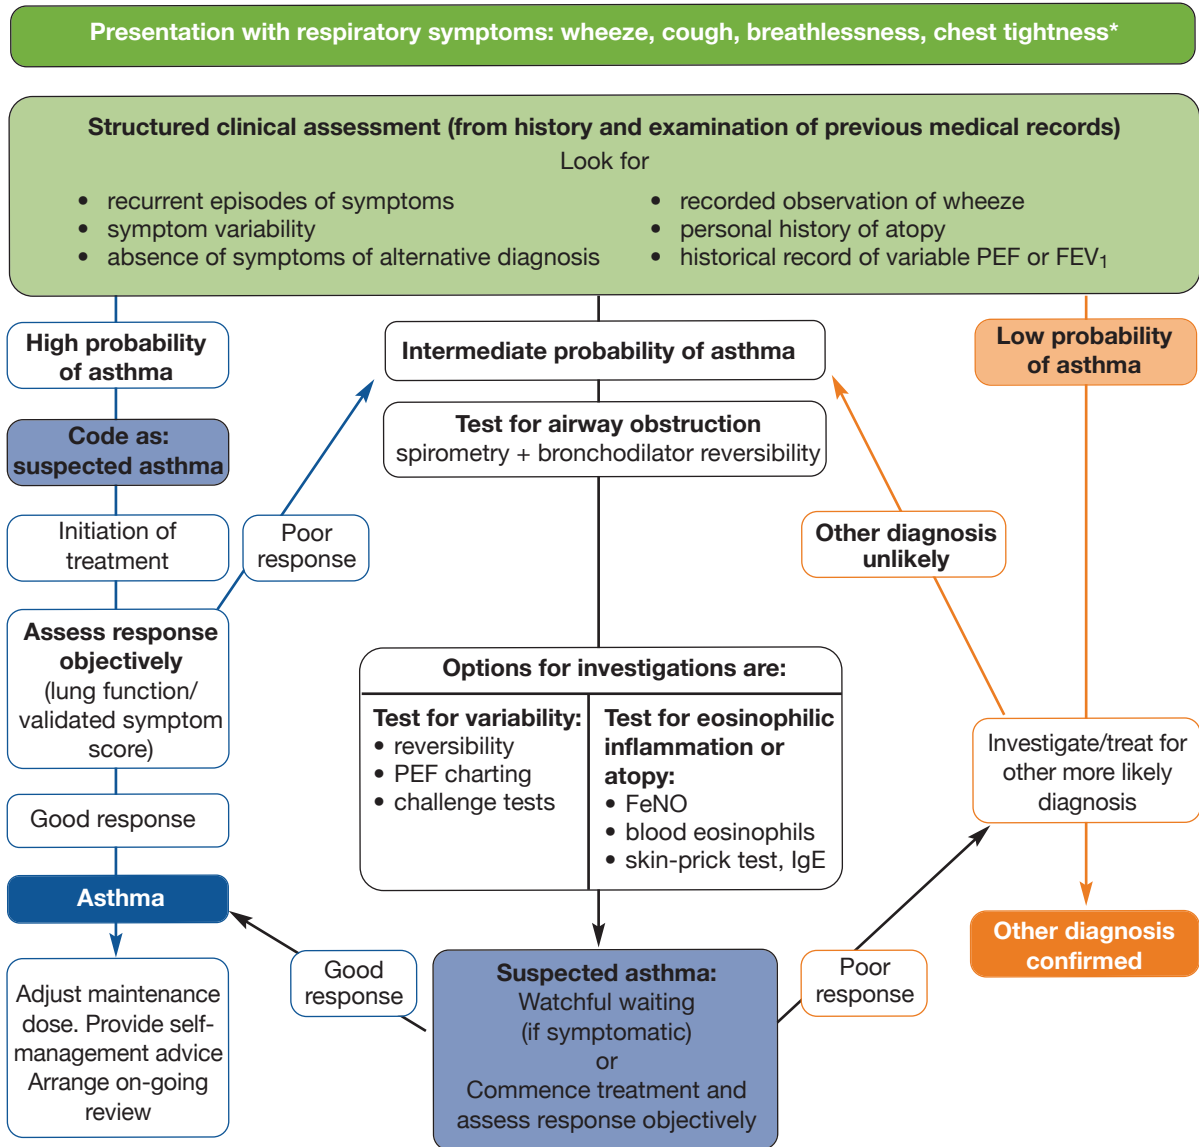 Presentation with respiratory symptoms: wheeze, cough, breathlessness, chest tightness*
Structured clinical assessment (from history and examination of previous medical records)
Look for
• recurrent episodes of symptoms
• symptom variability
• absence of symptoms of alternative diagnosis
• recorded observation of wheeze
• personal history of atopy
• historical record of variable PEF or FEV₁
High probability
of asthma
Code as:
suspected asthma
Initiation of
treatment
Assess response
objectively
(lung function/
validated symptom
score)
Good response
Asthma
Adjust maintenance
dose. Provide self-
management advice
Arrange on-going
review
Poor
response
Intermediate probability of asthma
Test for airway obstruction
spirometry + bronchodilator reversibility
Options for investigations are:
Test for variability:
• reversibility
• PEF charting
• challenge tests
Test for eosinophilic
inflammation or
atopy:
• FeNO
• blood eosinophils
• skin-prick test, IgE
Good
response
Suspected asthma:
Watchful waiting
(if symptomatic)
or
Commence treatment and
assess response objectively
Poor
response
Low probability
of asthma
Other diagnosis
unlikely
Investigate/treat for
other more likely
diagnosis
Other diagnosis
confirmed